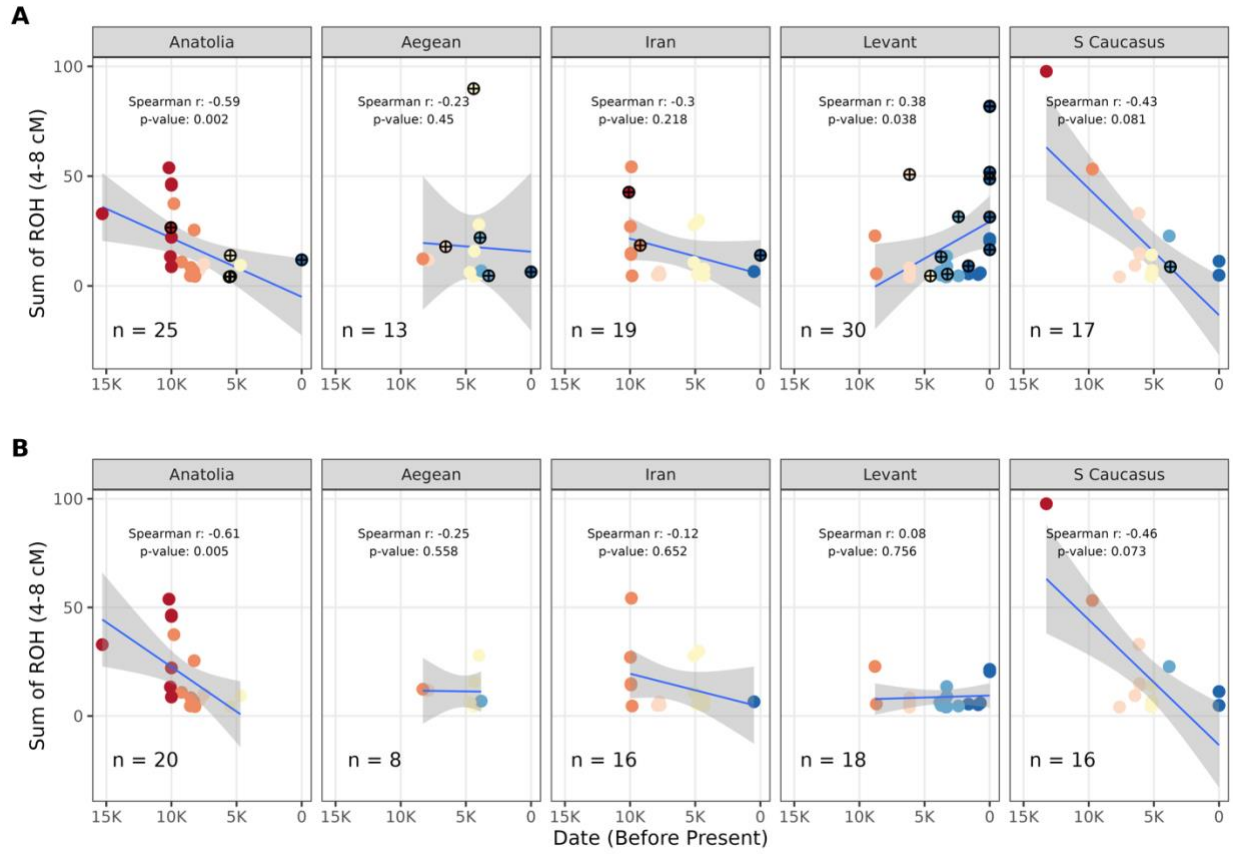 A
Anatolia
Aegean
Iran
Levant
S Caucasus
Sum of ROH (4-8 cM)
100
50
0
Spearman r: -0.59
p-value: 0.002
Spearman r: -0.23
p-value: 0.45
Spearman r: -0.3
p-value: 0.218
Spearman r: 0.38
p-value: 0.038
Spearman r: -0.43
p-value: 0.081
n = 25
n = 13
n = 19
n = 30
n = 17
15K 10K 5K 0
15K 10K 5K 0
15K 10K 5K 0
15K 10K 5K 0
15K 10K 5K 0
B
Anatolia
Aegean
Iran
Levant
S Caucasus
Sum of ROH (4-8 cM)
100
50
0
Spearman r: -0.61
p-value: 0.005
Spearman r: -0.25
p-value: 0.558
Spearman r: -0.12
p-value: 0.652
Spearman r: 0.08
p-value: 0.756
Spearman r: -0.46
p-value: 0.073
n = 20
n = 8
n = 16
n = 18
n = 16
15K 10K 5K 0
15K 10K 5K 0
15K 10K 5K 0
15K 10K 5K 0
15K 10K 5K 0
Date (Before Present)